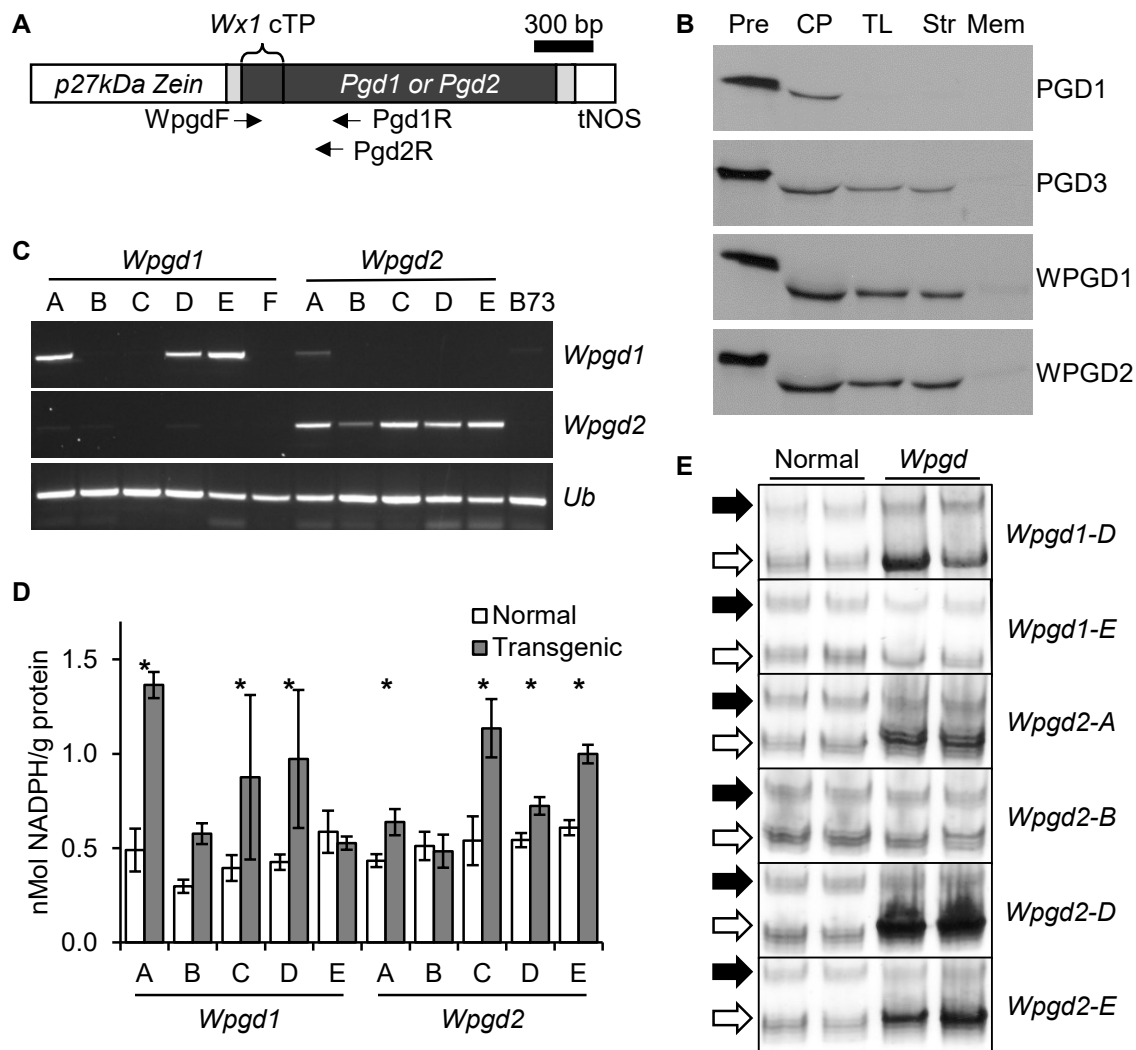 A
Wx1 cTP
300 bp
p27kDa Zein
Pgd1 or Pgd2
WpgdF
Pgd1R
tNOS
Pgd2R
B
Pre CP TL Str Mem
PGD1
PGD3
WPGD1
WPGD2
C
Wpgd1 Wpgd2
A B C D E F A B C D E B73
Wpgd1
Wpgd2
Ub
D
Normal
Transgenic
nMol NADPH/g protein
1.5
1.0
0.5
0.0
* * * * * * *
A B C D E A B C D E
Wpgd1 Wpgd2
E
Normal Wpgd
Wpgd1-D
Wpgd1-E
Wpgd2-A
Wpgd2-B
Wpgd2-D
Wpgd2-E